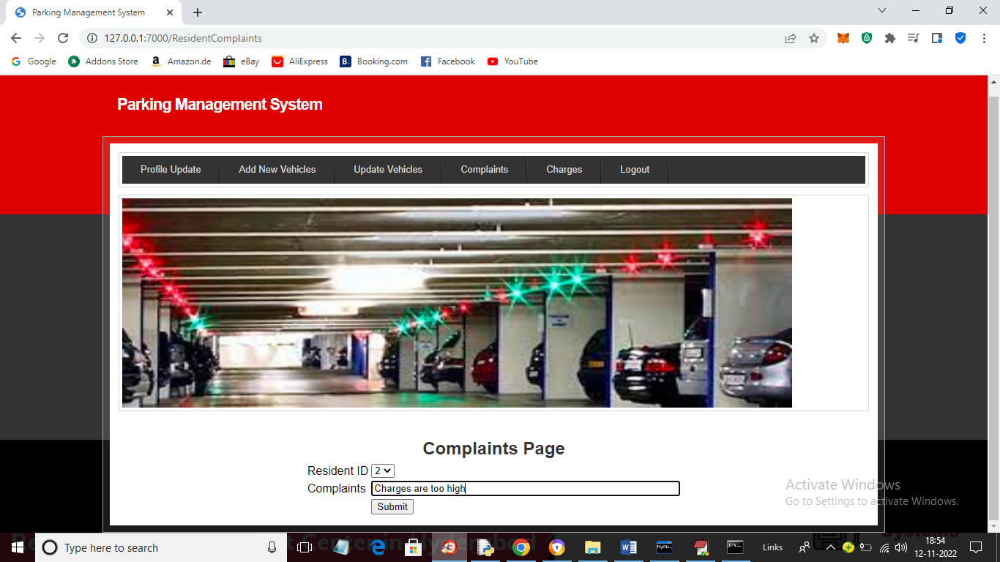 Parking Management System
127.0.0.1:7000/ResidentComplaints
Google Addons Store Amazon.de eBay AliExpress Booking.com Facebook YouTube
Parking Management System
Profile Update Add New Vehicles Update Vehicles Complaints Charges Logout
Complaints Page
Resident ID 2
Complaints Charges are too high
Submit
Activate Windows
Go to Settings to activate Windows.
Type here to search
Links
18:54
12-11-2022